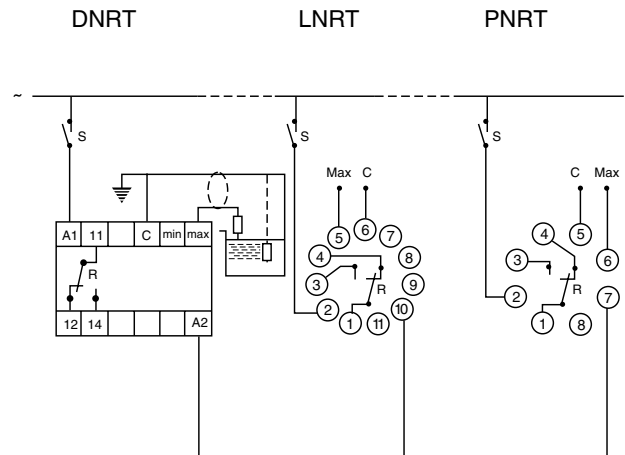 DNRT LNRT PNRT
~
S S S
Max C C Max
A1 11 C min max
5 6 7 4 5
4 8 3 6
R 3 R 9 R
2 10 2 7
12 14 A2 1 11 1 8